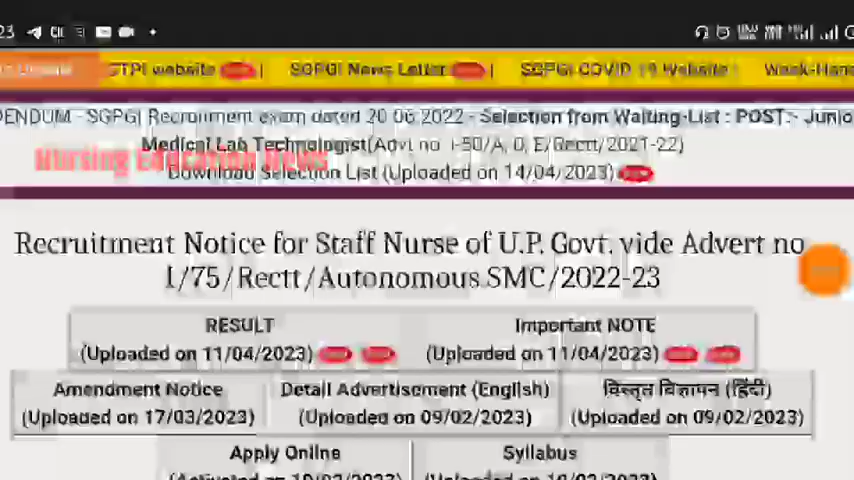 SGPGI News Letter | SGPGI COVID 19 Website
ENDUM - SGPGI Recruitment exam dated 20 06 2022 - Selection from Waiting-List : POST:- Junio
Medical Lab Technologist(Advt no I-50/A, D, E/Rectt/2021-22)
Nursing Education News
Download Selection List (Uploaded on 14/04/2023)
Recruitment Notice for Staff Nurse of U.P. Govt. vide Advert no
1/75/Rectt/Autonomous.SMC/2022-23
RESULT
(Uploaded on 11/04/2023)
Important NOTE
(Uploaded on 11/04/2023)
Amendment Notice
(Uploaded on 17/03/2023)
Detail Advertisement (English)
(Uploaded on 09/02/2023)
विस्तृत विज्ञापन (हिंदी)
(Uploaded on 09/02/2023)
Apply Online
Syllabus